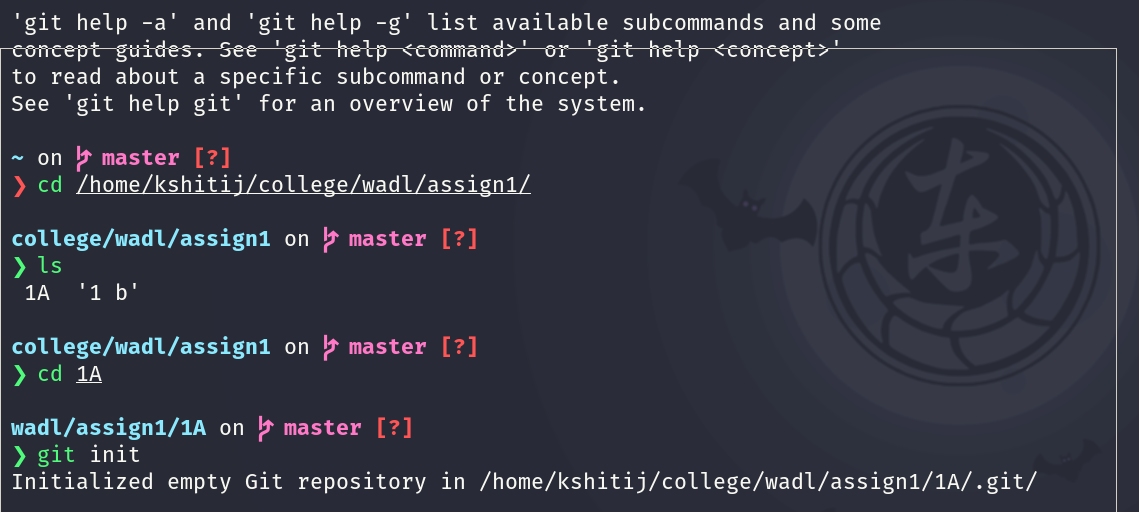 'git help -a' and 'git help -g' list available subcommands and some
concept guides. See 'git help <command>' or 'git help <concept>'
to read about a specific subcommand or concept.
See 'git help git' for an overview of the system.
~ on master [?]
❯ cd /home/kshitij/college/wadl/assign1/
college/wadl/assign1 on master [?]
❯ ls
1A  '1 b'
college/wadl/assign1 on master [?]
❯ cd 1A
wadl/assign1/1A on master [?]
❯ git init
Initialized empty Git repository in /home/kshitij/college/wadl/assign1/1A/.git/
东